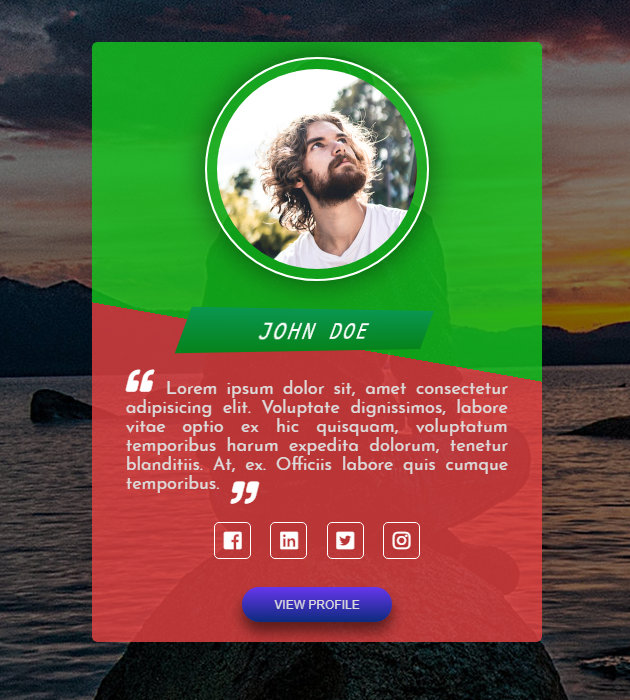 JOHN DOE
“ Lorem ipsum dolor sit, amet consectetur
adipisicing elit. Voluptate dignissimos, labore
vitae optio ex hic quisquam, voluptatum
temporibus harum expedita dolorum, tenetur
blanditiis. At, ex. Officiis labore quis cumque
temporibus. ”
VIEW PROFILE